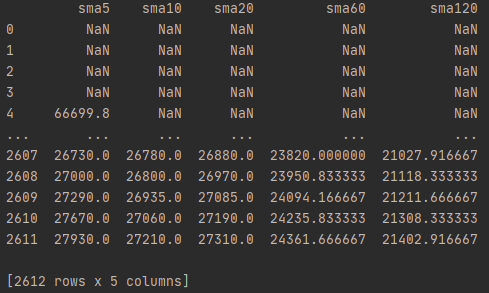 sma5 sma10 sma20 sma60 sma120
0 NaN NaN NaN NaN NaN
1 NaN NaN NaN NaN NaN
2 NaN NaN NaN NaN NaN
3 NaN NaN NaN NaN NaN
4 66699.8 NaN NaN NaN NaN
... ... ... ... ... ...
2607 26730.0 26780.0 26880.0 23820.000000 21027.916667
2608 27000.0 26800.0 26970.0 23950.833333 21118.333333
2609 27290.0 26935.0 27085.0 24094.166667 21211.666667
2610 27670.0 27060.0 27190.0 24235.833333 21308.333333
2611 27930.0 27210.0 27310.0 24361.666667 21402.916667
[2612 rows x 5 columns]